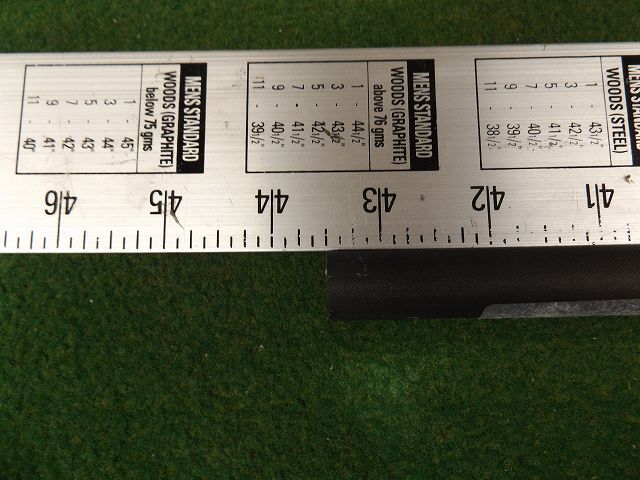 MEN'S STANDARD
WOODS (GRAPHITE)
below 75 gms
1 - 45"
3 - 44"
5 - 43"
7 - 42"
9 - 41"
11 - 40"
MEN'S STANDARD
WOODS (GRAPHITE)
above 76 gms
1 - 44 1/2"
3 - 43 1/2"
5 - 42 1/2"
7 - 41 1/2"
9 - 40 1/2"
11 - 39 1/2"
MEN'S STANDARD
WOODS (STEEL)
1 - 43 1/2"
3 - 42 1/2"
5 - 41 1/2"
7 - 40 1/2"
9 - 39 1/2"
11 - 38 1/2"
41 42 43 44 45 46